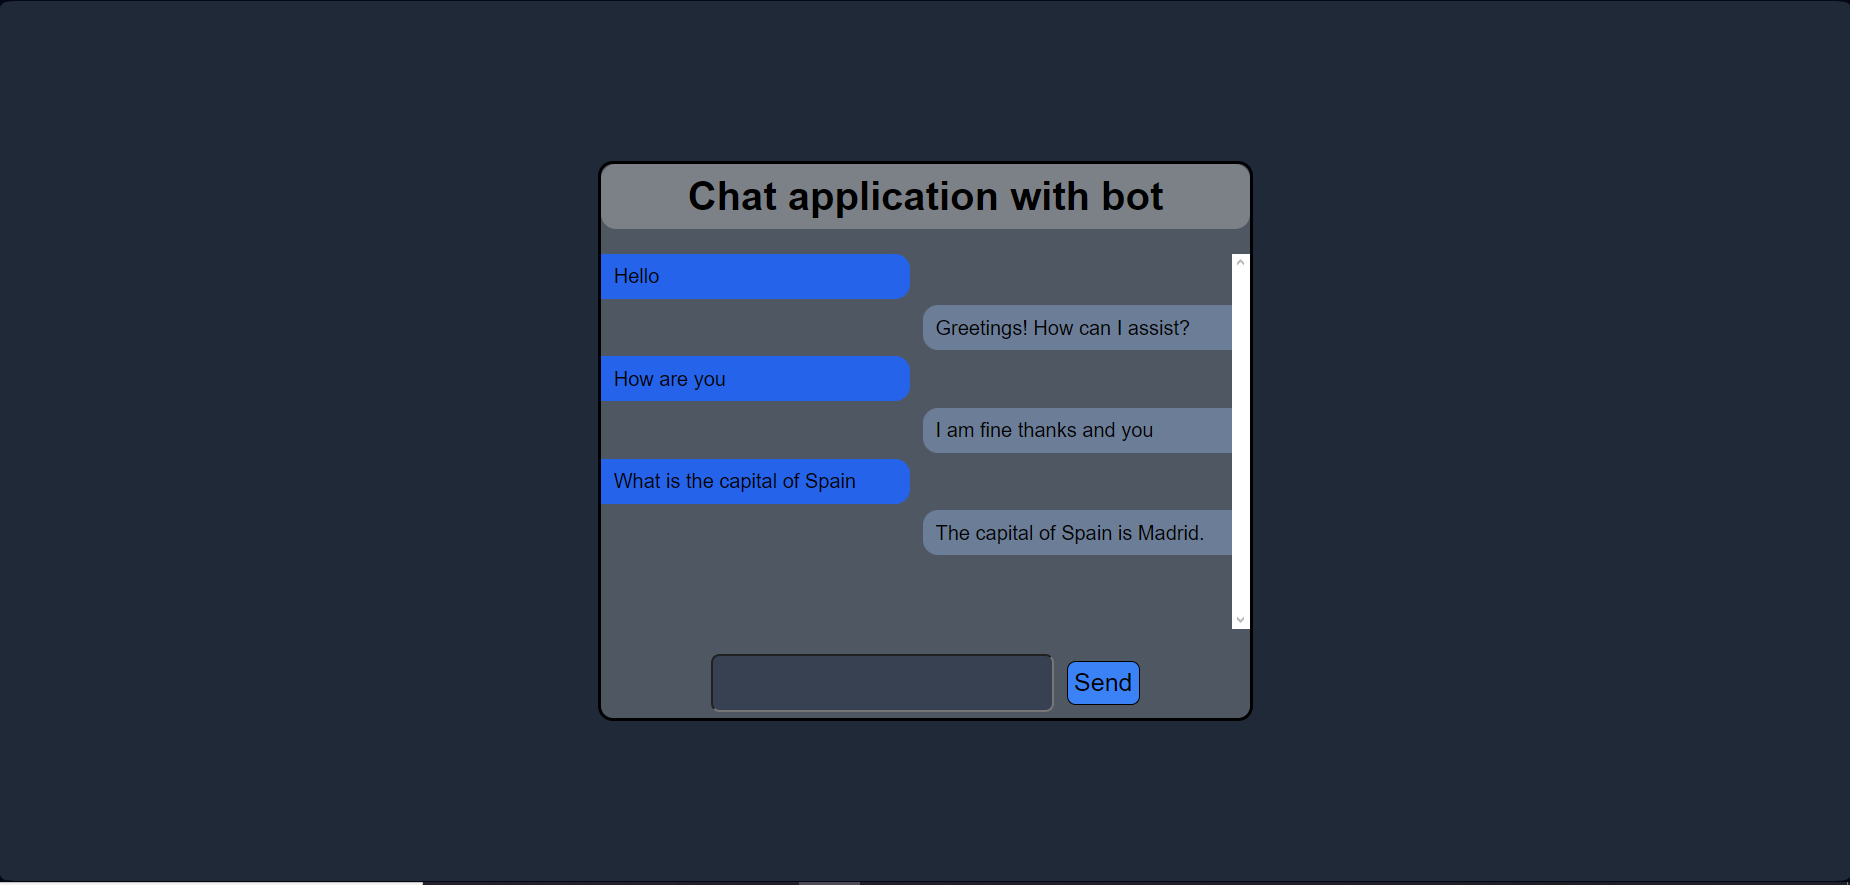 Chat application with bot
Hello
Greetings! How can I assist?
How are you
I am fine thanks and you
What is the capital of Spain
The capital of Spain is Madrid.
Send